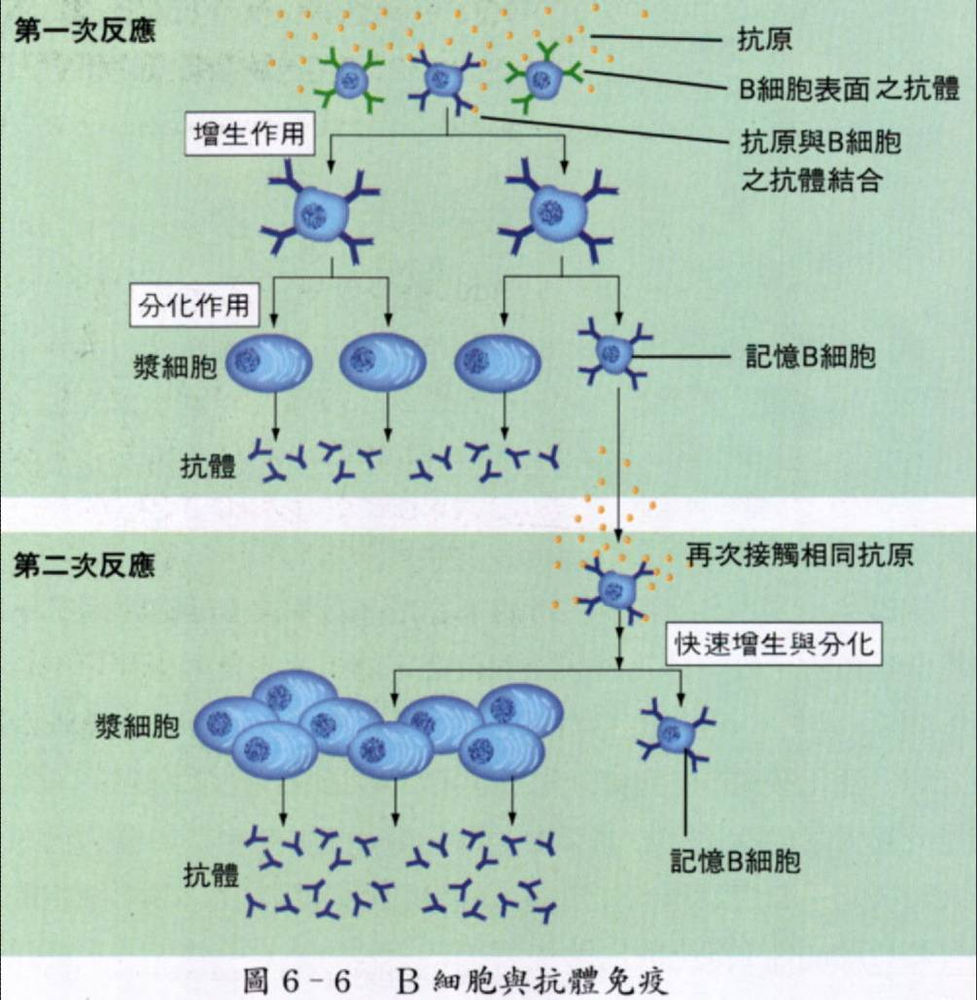 第一次反應
抗原
B細胞表面之抗體
增生作用
抗原與B細胞
之抗體結合
分化作用
漿細胞
記憶B細胞
抗體
第二次反應
再次接觸相同抗原
快速增生與分化
漿細胞
抗體
記憶B細胞
圖 6-6 B 細胞與抗體免疫